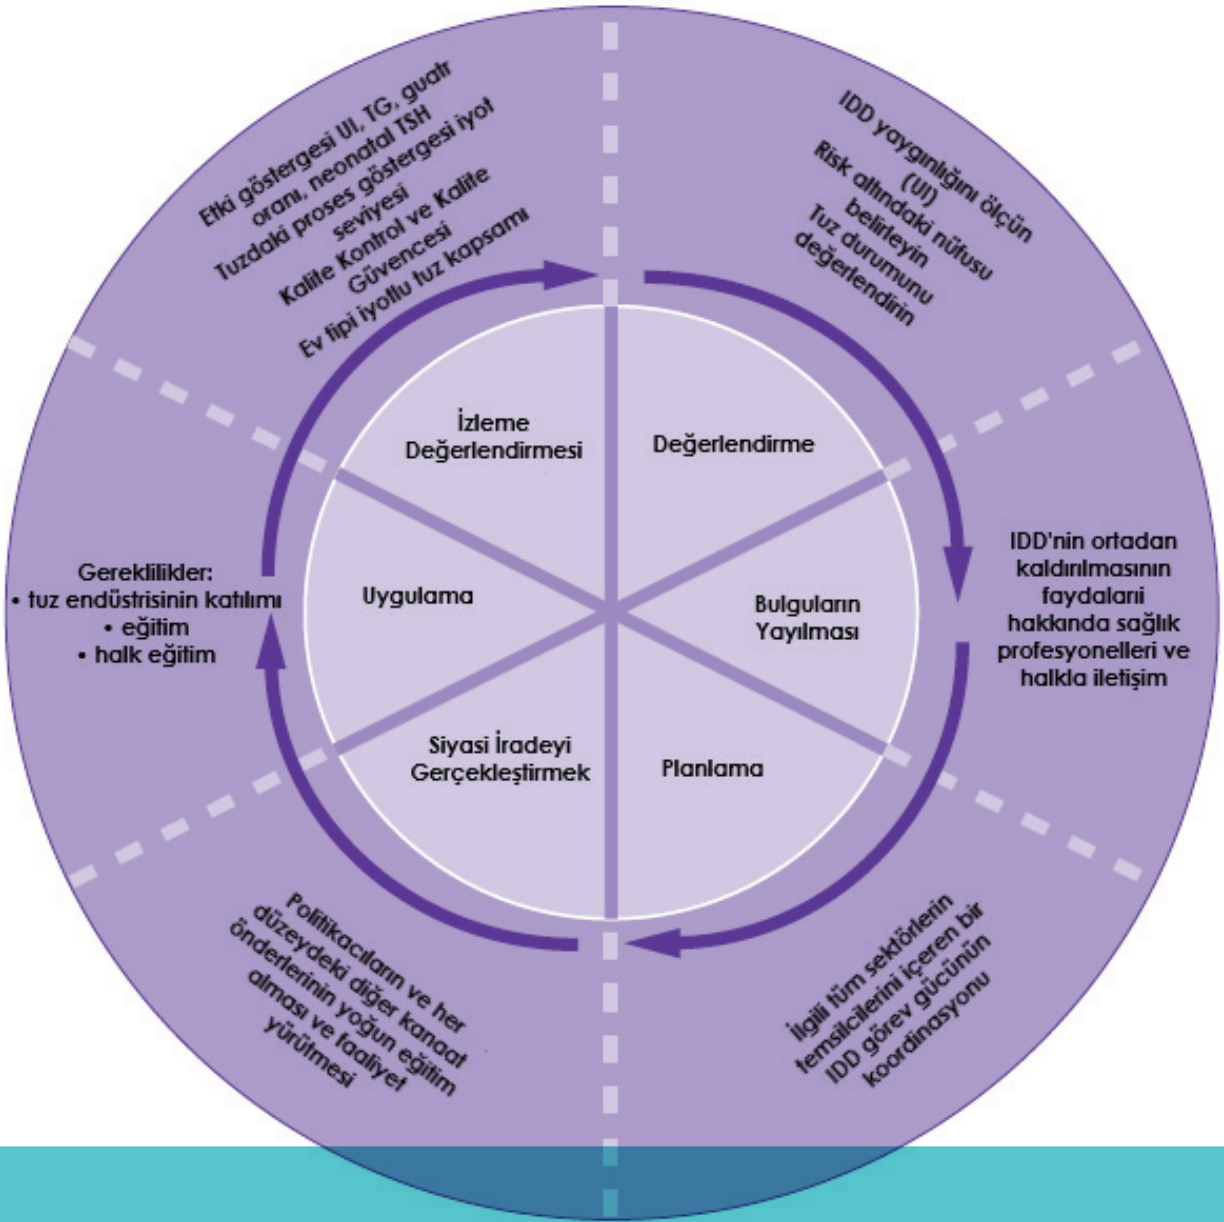 Etki göstergesi UI, TG, guatr
oranı, neonatal TSH
Tuzdaki proses göstergesi iyot
seviyesi
Kalite Kontrol ve Kalite
Güvencesi
Ev tipi iyotlu tuz kapsamı
IDD yaygınlığını ölçün
(UI)
Risk altındaki nüfusu
belirleyin
Tuz durumunu
değerlendirin
İzleme
Değerlendirmesi
Değerlendirme
Gereklilikler:
• tuz endüstrisinin katılımı
• eğitim
• halk eğitim
Uygulama
Bulguların
Yayılması
IDD'nin ortadan
kaldırılmasının
faydalarıi
hakkında sağlık
profesyonelleri ve
halkla iletişim
Siyasi İradeyi
Gerçekleştirmek
Planlama
Politikacıların ve her
düzeydeki diğer kanaat
önderlerinin yoğun eğitim
alması ve faaliyet
yürütmesi
İlgili tüm sektörlerin
temsilcilerini içeren bir
IDD görev gücünün
koordinasyonu